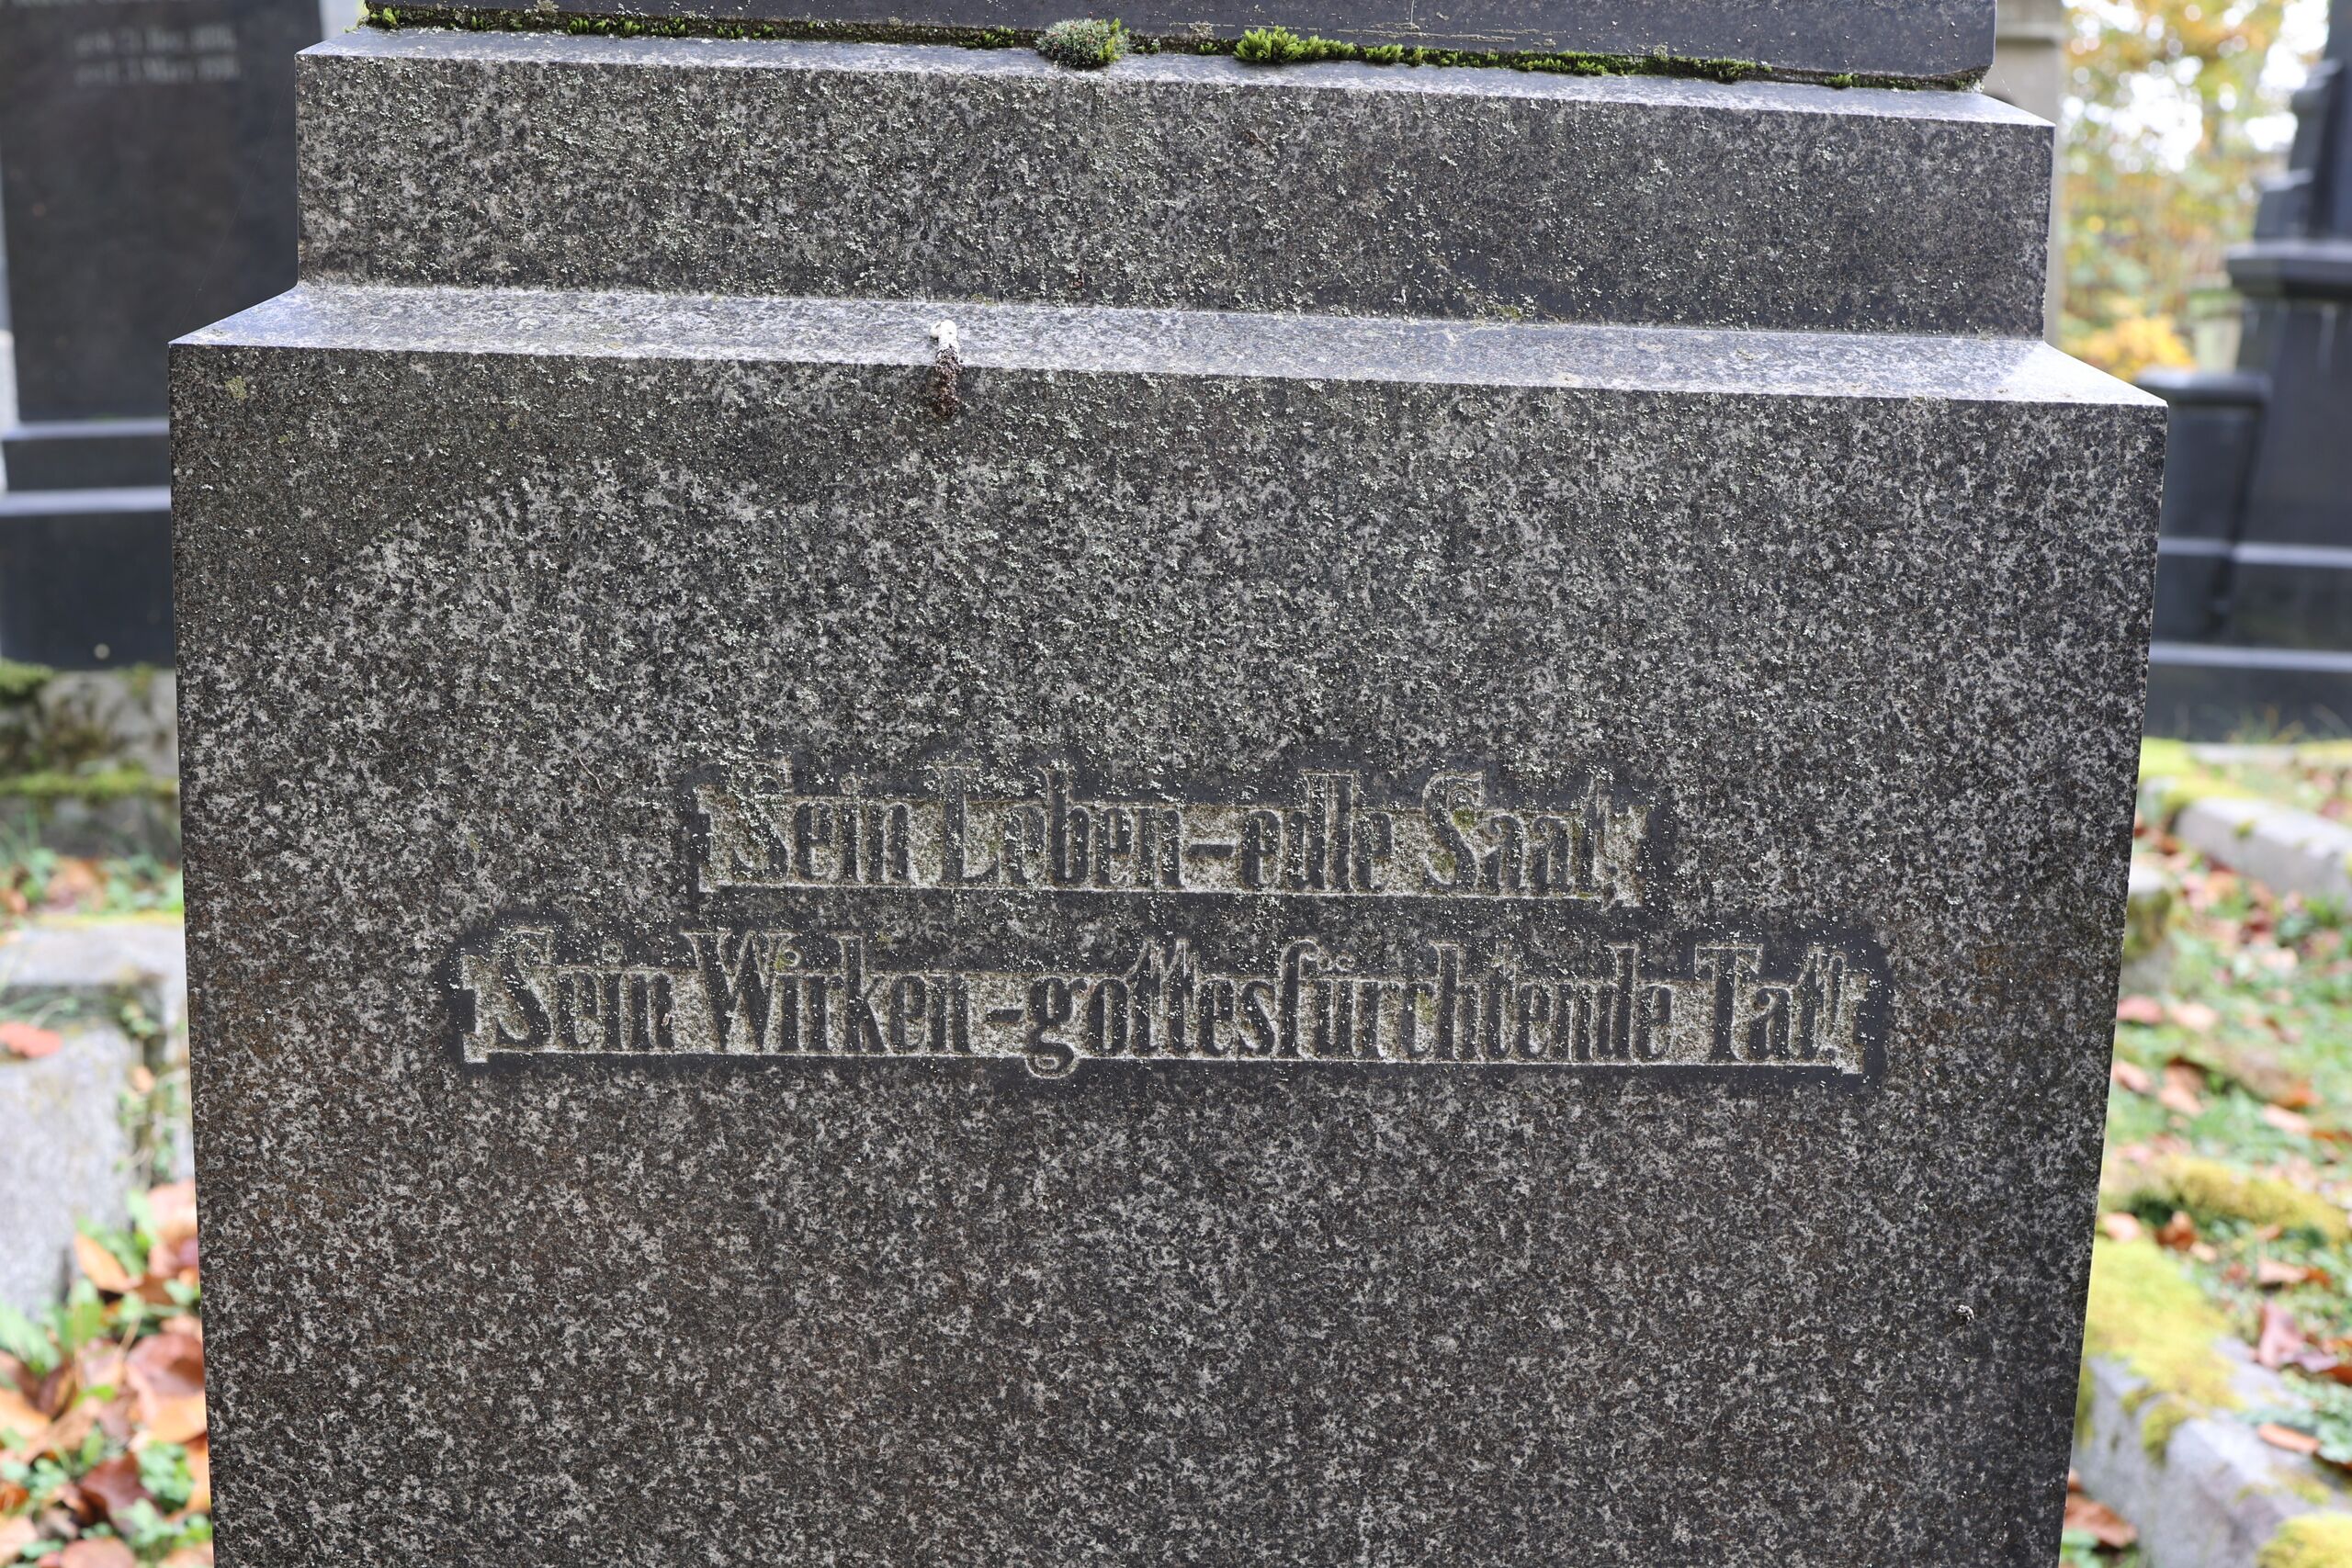 Sein Leben-edle Saat,
Sein Wirken-gottesfürchtende Tat!